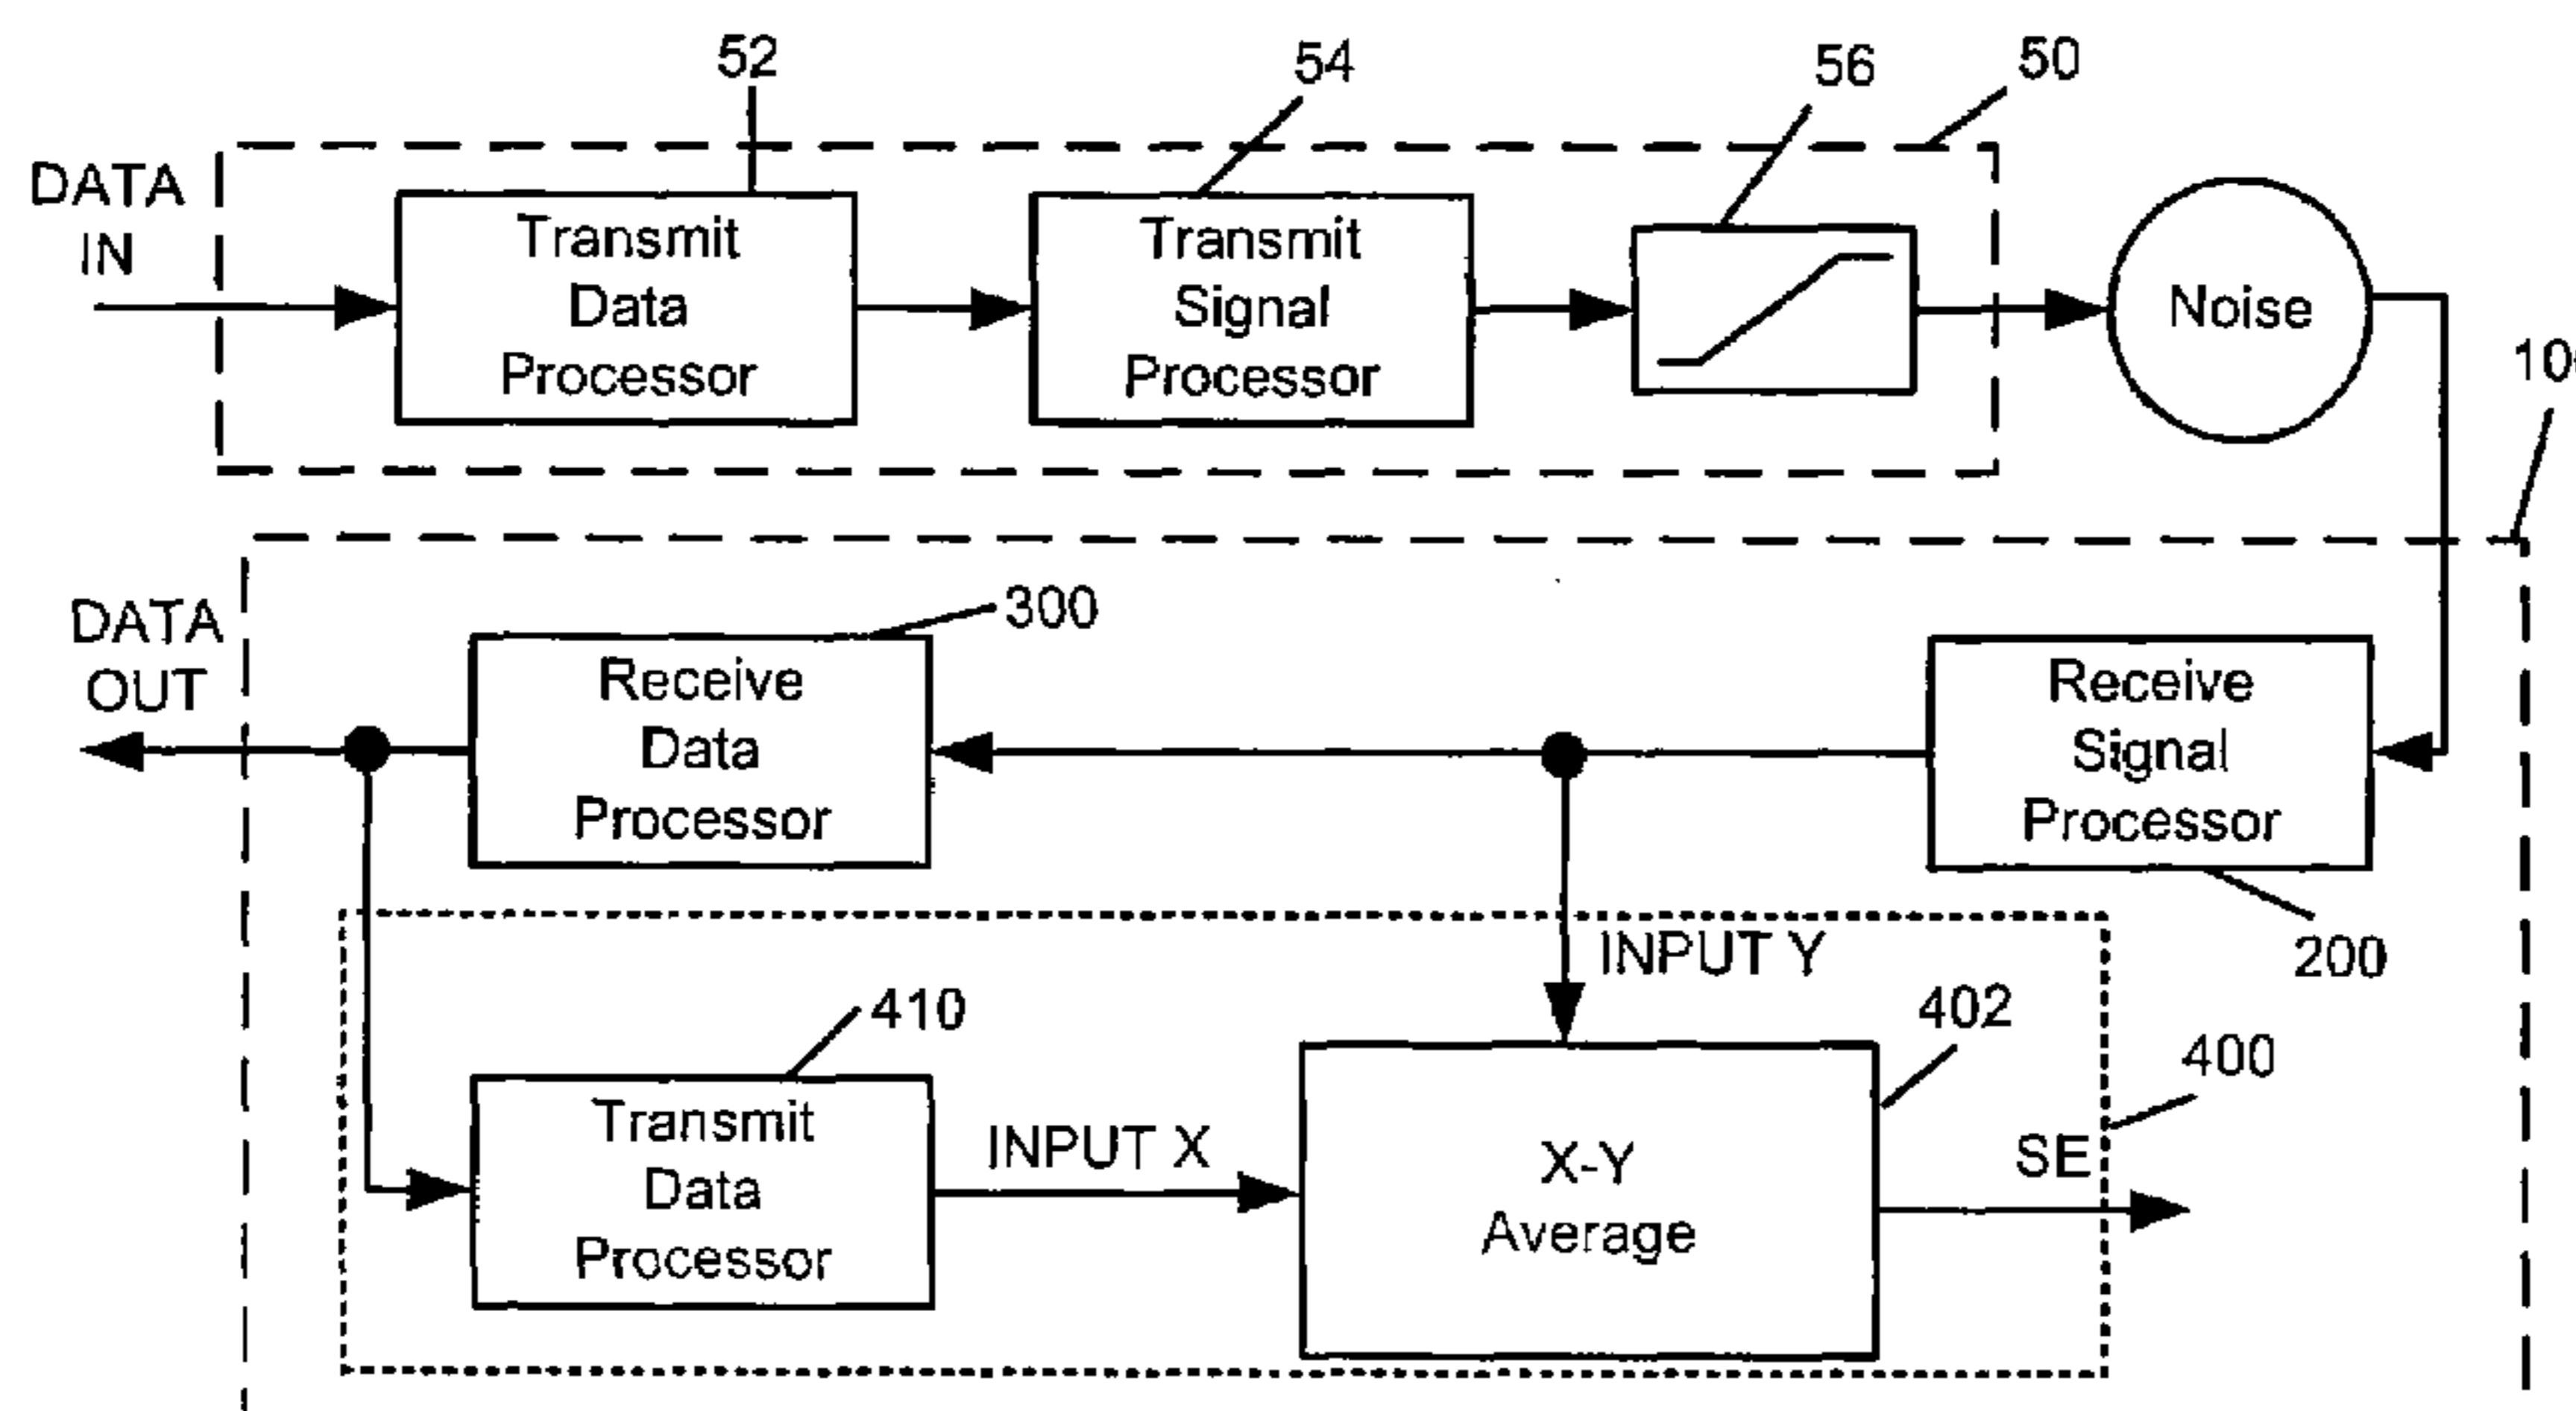 52
54
56
50
DATA
IN
Transmit
Data
Processor
Transmit
Signal
Processor
Noise
DATA
OUT
300
Receive
Data
Processor
Receive
Signal
Processor
200
INPUT Y
410
402
400
Transmit
Data
Processor
INPUT X
X-Y
Average
SE